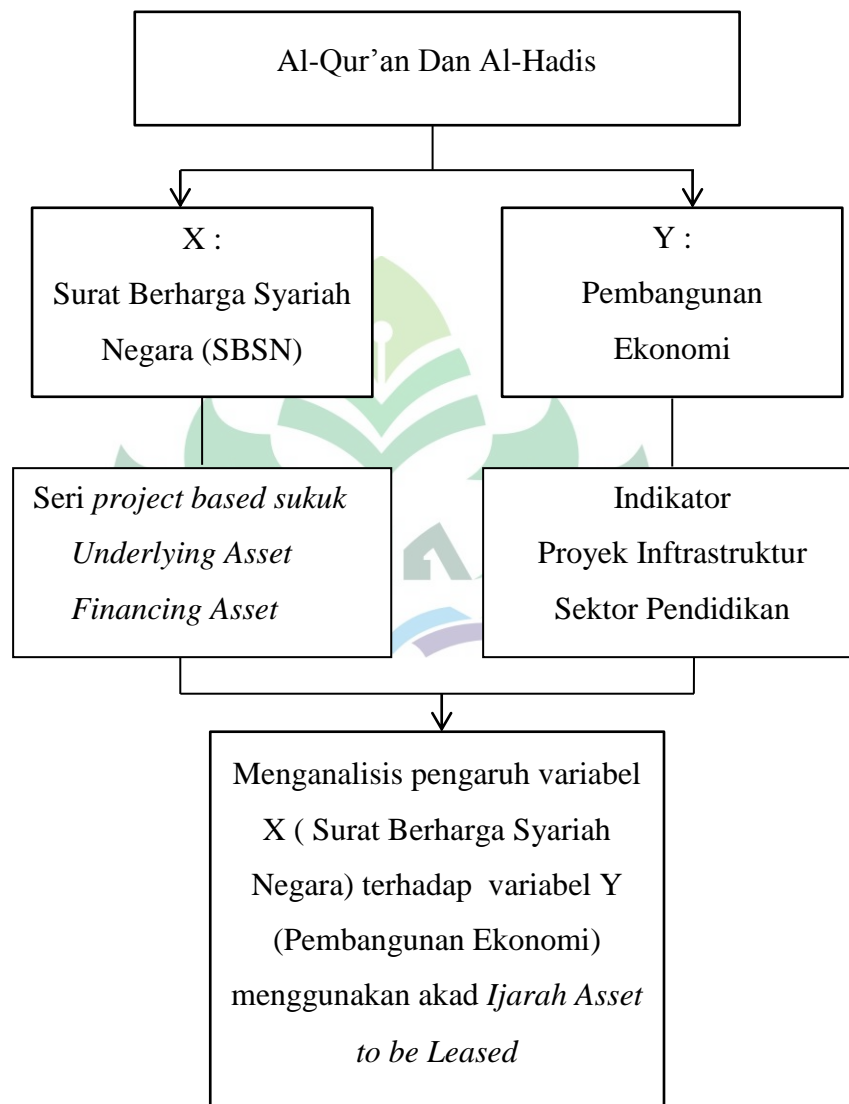 Al-Qur’an Dan Al-Hadis
X :
Surat Berharga Syariah
Negara (SBSN)
Y :
Pembangunan
Ekonomi
Seri project based sukuk
Underlying Asset
Financing Asset
Indikator
Proyek Inftrastruktur
Sektor Pendidikan
Menganalisis pengaruh variabel
X ( Surat Berharga Syariah
Negara) terhadap variabel Y
(Pembangunan Ekonomi)
menggunakan akad Ijarah Asset
to be Leased